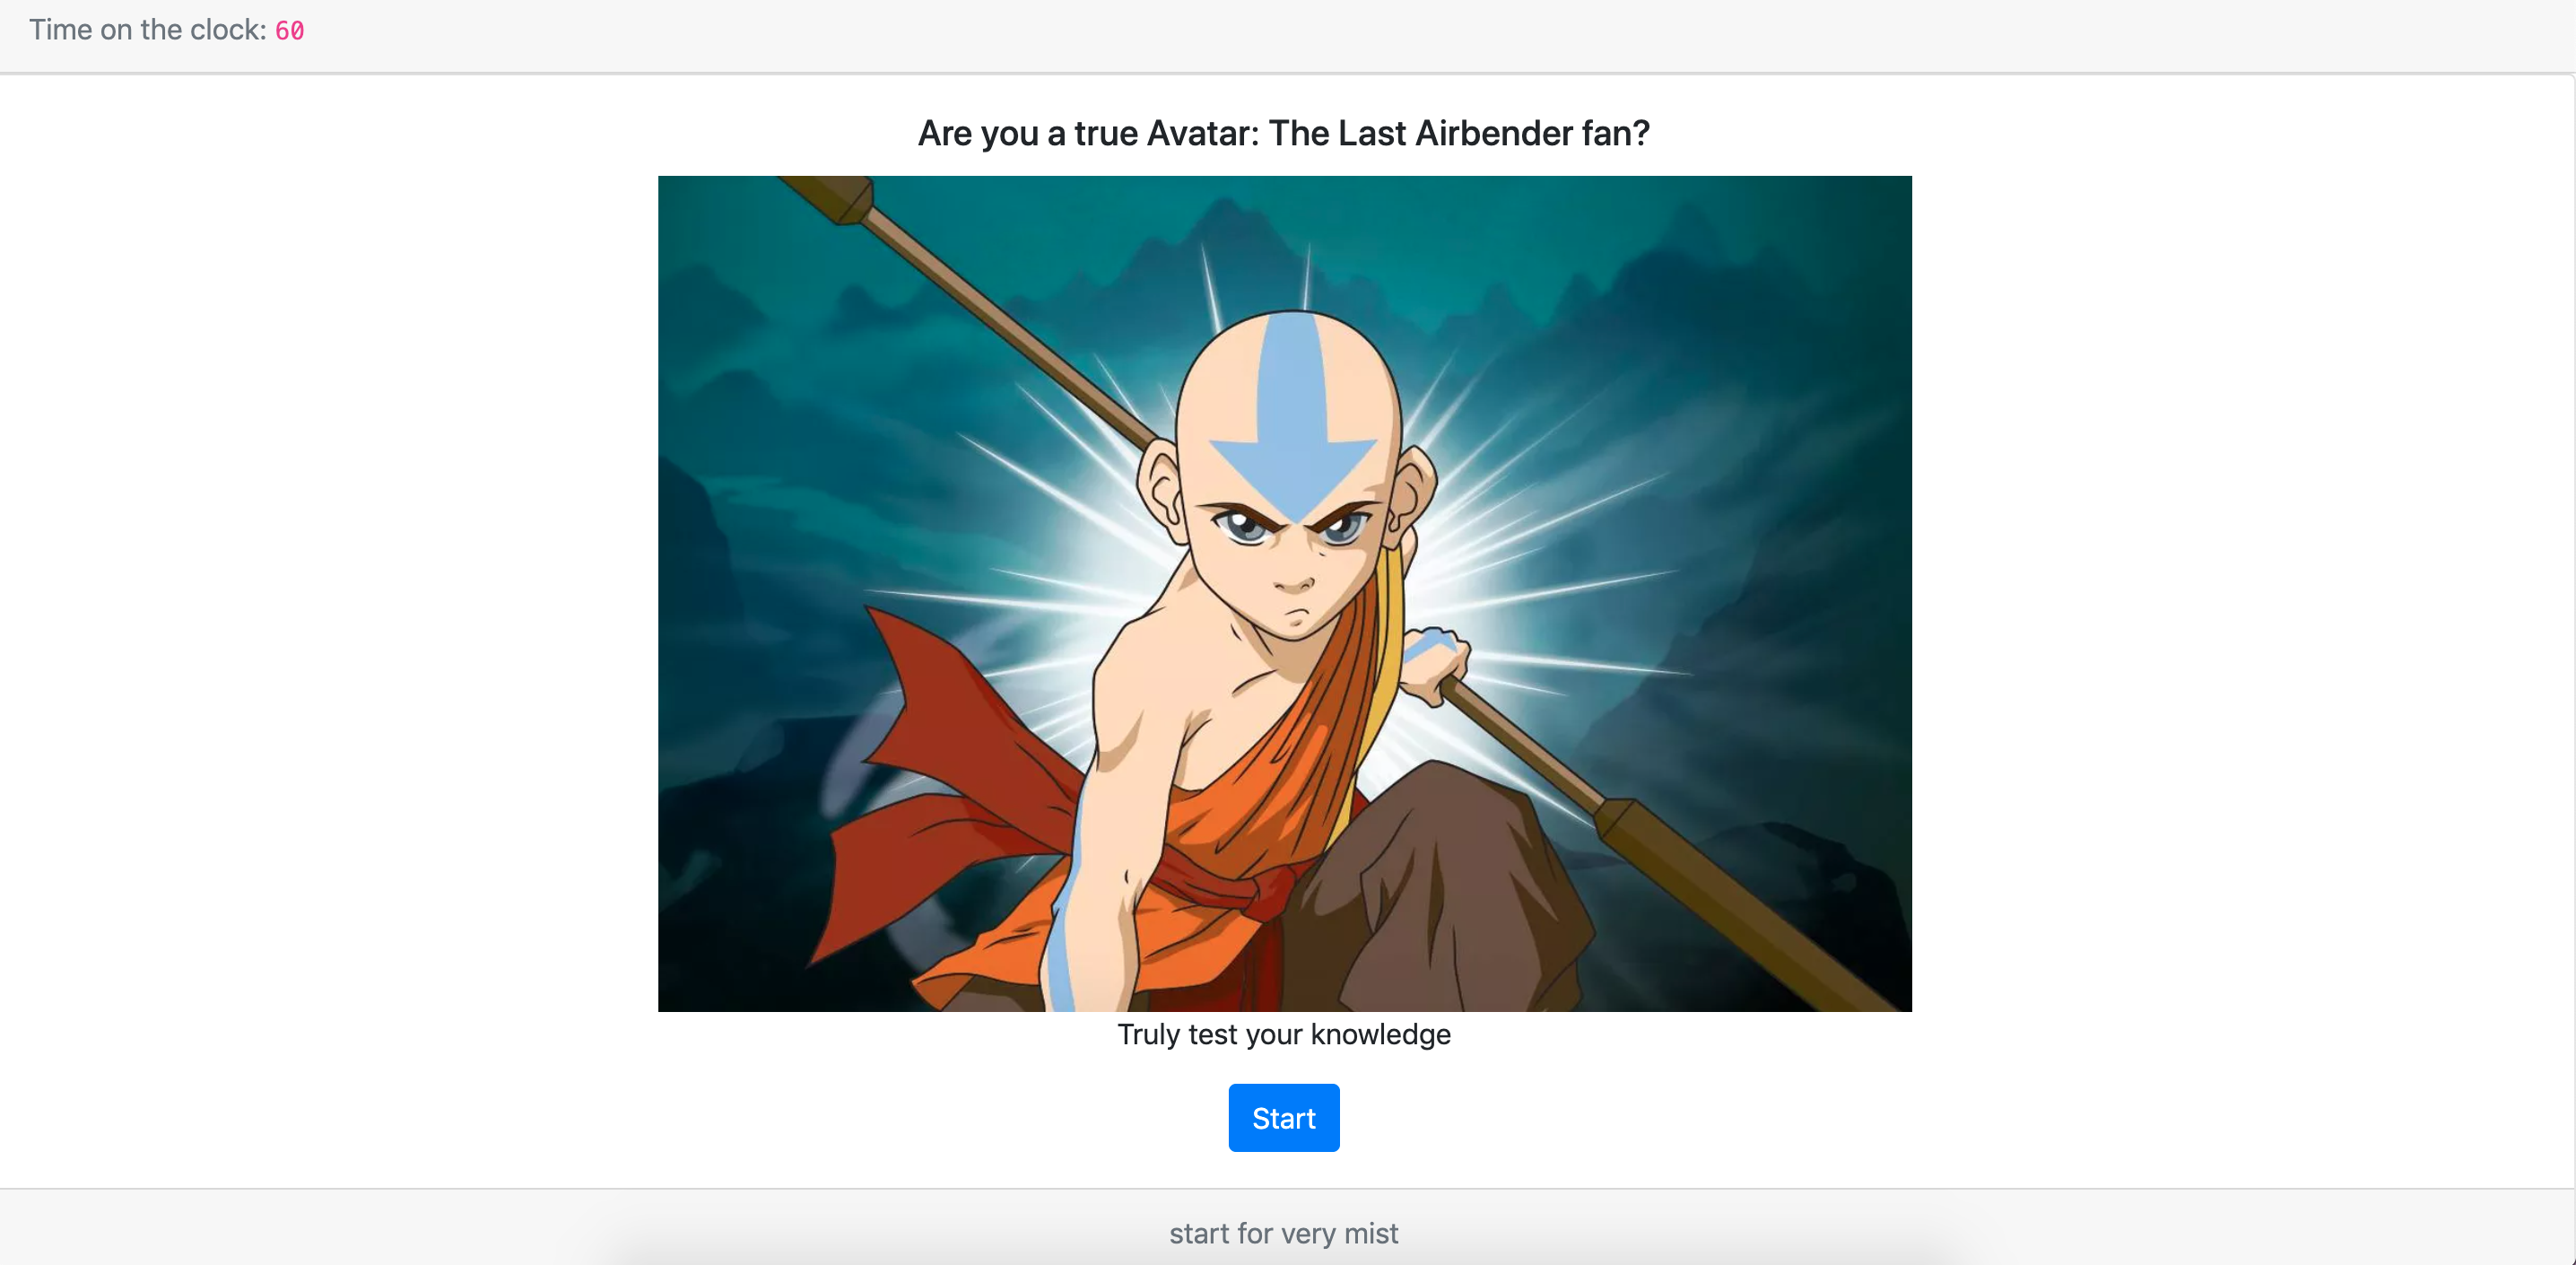 Time on the clock: 60
Are you a true Avatar: The Last Airbender fan?
Truly test your knowledge
Start
start for very mist